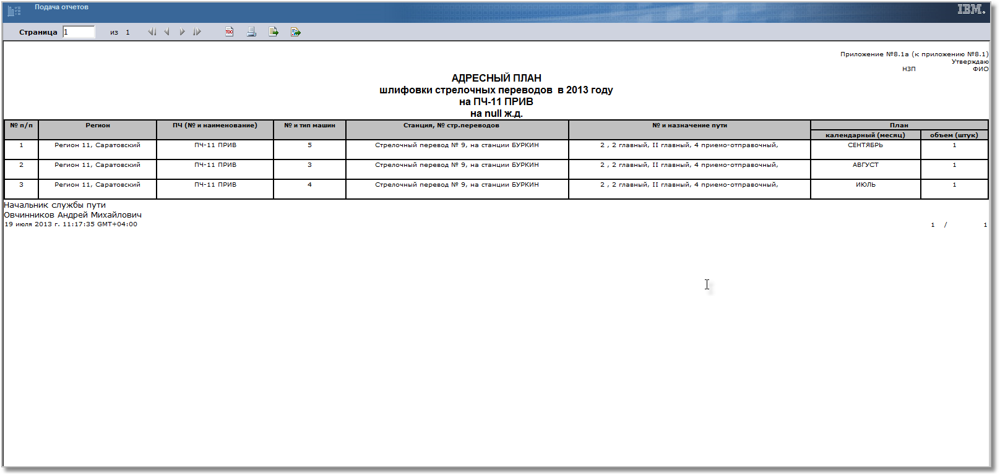 Подача отчетов
IBM.
Страница 1 из 1
TOC
Приложение №8.1а (к приложению №8.1)
Утверждаю
НЗП ФИО
АДРЕСНЫЙ ПЛАН
шлифовки стрелочных переводов в 2013 году
на ПЧ-11 ПРИВ
на null ж.д.
№ п/п Регион ПЧ (№ и наименование) № и тип машин Станция, № стр.переводов № и назначение пути План
календарный (месяц) объем (штук)
1 Регион 11, Саратовский ПЧ-11 ПРИВ 5 Стрелочный перевод № 9, на станции БУРКИН 2 , 2 главный, II главный, 4 приемо-отправочный, СЕНТЯБРЬ 1
2 Регион 11, Саратовский ПЧ-11 ПРИВ 3 Стрелочный перевод № 9, на станции БУРКИН 2 , 2 главный, II главный, 4 приемо-отправочный, АВГУСТ 1
3 Регион 11, Саратовский ПЧ-11 ПРИВ 4 Стрелочный перевод № 9, на станции БУРКИН 2 , 2 главный, II главный, 4 приемо-отправочный, ИЮЛЬ 1
Начальник службы пути
Овчинников Андрей Михайлович
19 июля 2013 г. 11:17:35 GMT+04:00 1 / 1